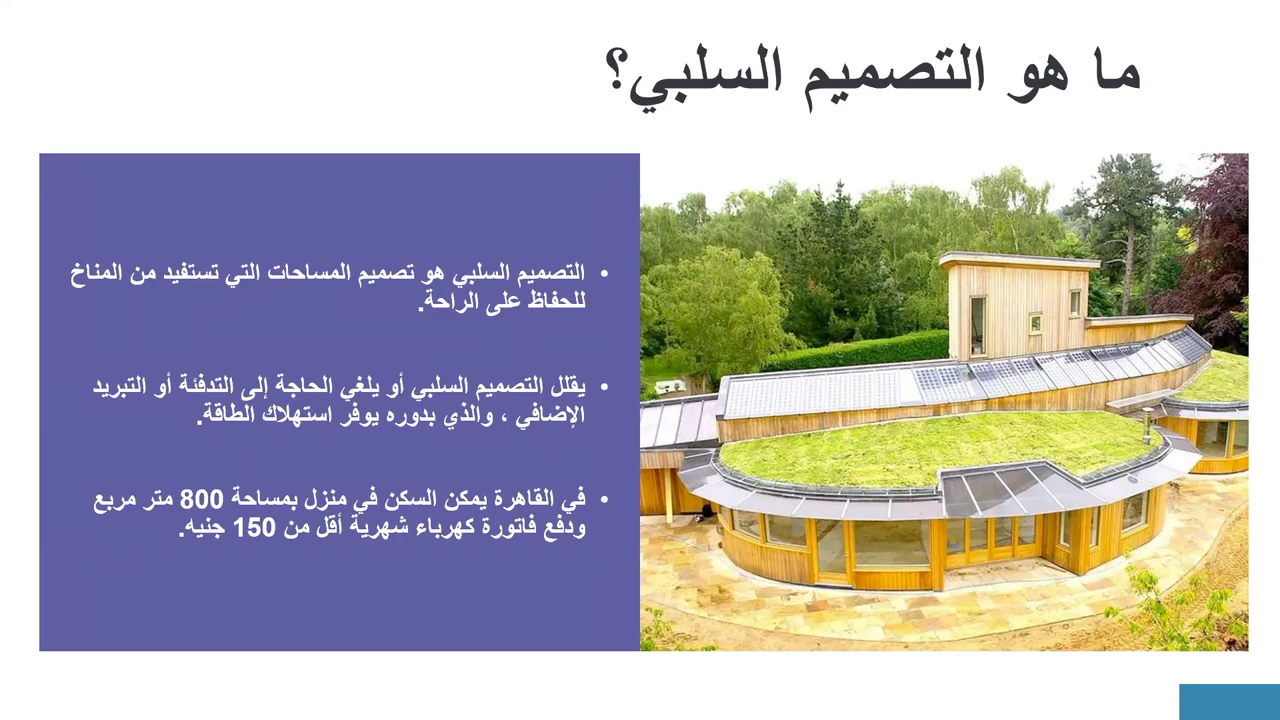 ما هو التصميم السلبي؟
• التصميم السلبي هو تصميم المساحات التي تستفيد من المناخ
للحفاظ على الراحة.
• يقلل التصميم السلبي أو يلغي الحاجة إلى التدفئة أو التبريد
الإضافي ، والذي بدوره يوفر استهلاك الطاقة.
• في القاهرة يمكن السكن في منزل بمساحة 800 متر مربع
ودفع فاتورة كهرباء شهرية أقل من 150 جنيه.